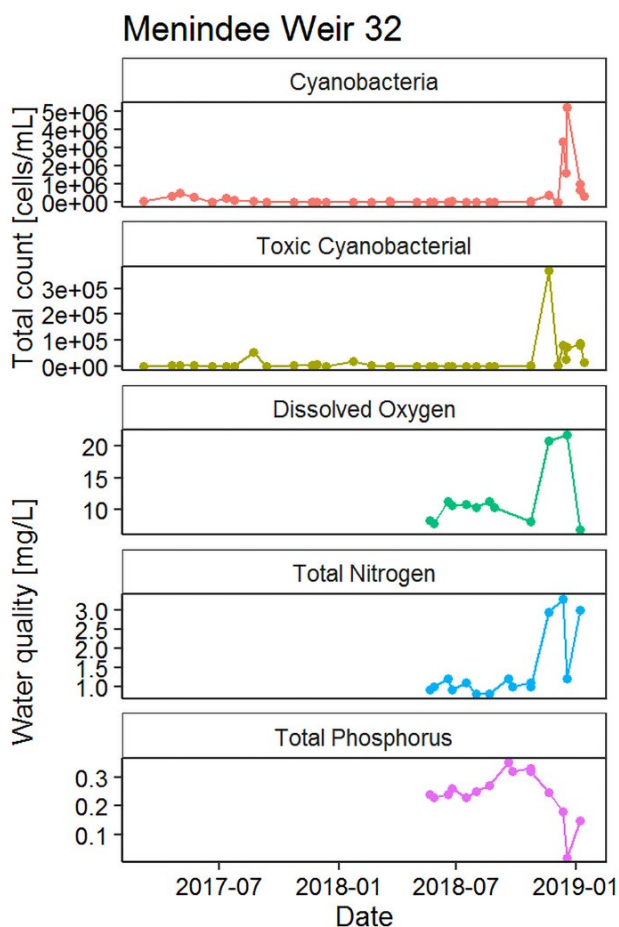 Menindee Weir 32
Cyanobacteria
5e+06
4e+06
3e+06
2e+06
1e+06
0e+00
Total count [cells/mL]
Toxic Cyanobacterial
3e+05
2e+05
1e+05
0e+00
Dissolved Oxygen
20
15
10
Water quality [mg/L]
Total Nitrogen
3.0
2.5
2.0
1.5
1.0
Total Phosphorus
0.3
0.2
0.1
2017-07 2018-01 2018-07 2019-01
Date